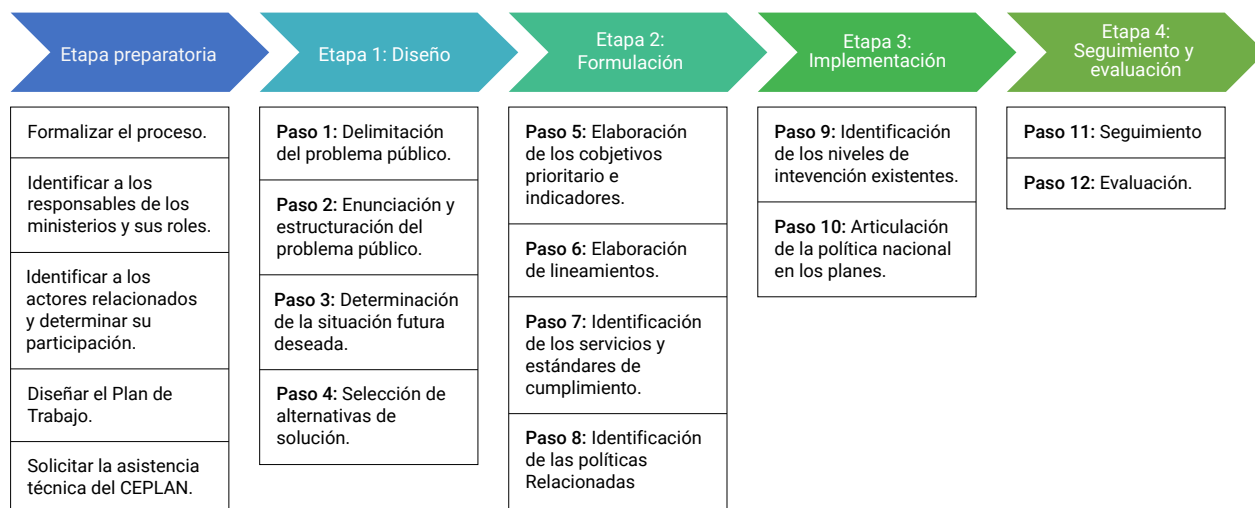 Etapa preparatoria
Etapa 1: Diseño
Etapa 2:
Formulación
Etapa 3:
Implementación
Etapa 4:
Seguimiento y
evaluación
Formalizar el proceso.
Identificar a los
responsables de los
ministerios y sus roles.
Identificar a los
actores relacionados
y determinar su
participación.
Diseñar el Plan de
Trabajo.
Solicitar la asistencia
técnica del CEPLAN.
Paso 1: Delimitación
del problema público.
Paso 2: Enunciación y
estructuración del
problema público.
Paso 3: Determinación
de la situación futura
deseada.
Paso 4: Selección de
alternativas de
solución.
Paso 5: Elaboración
de los cobjetivos
prioritario e
indicadores.
Paso 6: Elaboración
de lineamientos.
Paso 7: Identificación
de los servicios y
estándares de
cumplimiento.
Paso 8: Identificación
de las políticas
Relacionadas
Paso 9: Identificación
de los niveles de
intevención existentes.
Paso 10: Articulación
de la política nacional
en los planes.
Paso 11: Seguimiento
Paso 12: Evaluación.